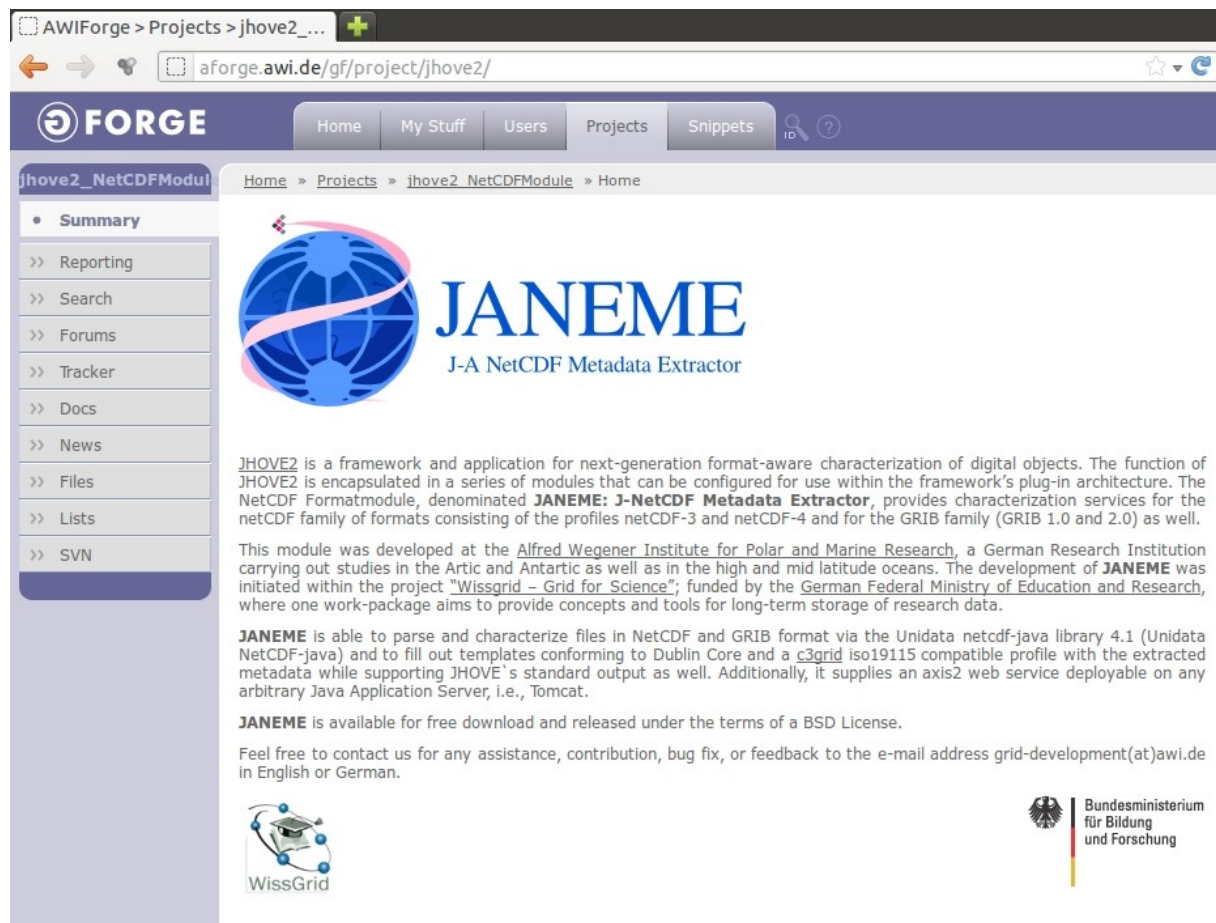 AWIForge > Projects > jhove2_...
aforge.awi.de/gf/project/jhove2/
FORGE
Home
My Stuff
Users
Projects
Snippets
ID
?
jhove2_NetCDFModul
Home » Projects » jhove2_NetCDFModule » Home
• Summary
>> Reporting
>> Search
>> Forums
>> Tracker
>> Docs
>> News
>> Files
>> Lists
>> SVN
JANEME
J-A NetCDF Metadata Extractor
JHOVE2 is a framework and application for next-generation format-aware characterization of digital objects. The function of
JHOVE2 is encapsulated in a series of modules that can be configured for use within the framework's plug-in architecture. The
NetCDF Formatmodule, denominated JANEME: J-NetCDF Metadata Extractor, provides characterization services for the
netCDF family of formats consisting of the profiles netCDF-3 and netCDF-4 and for the GRIB family (GRIB 1.0 and 2.0) as well.
This module was developed at the Alfred Wegener Institute for Polar and Marine Research, a German Research Institution
carrying out studies in the Artic and Antartic as well as in the high and mid latitude oceans. The development of JANEME was
initiated within the project "Wissgrid – Grid for Science"; funded by the German Federal Ministry of Education and Research,
where one work-package aims to provide concepts and tools for long-term storage of research data.
JANEME is able to parse and characterize files in NetCDF and GRIB format via the Unidata netcdf-java library 4.1 (Unidata
NetCDF-java) and to fill out templates conforming to Dublin Core and a c3grid iso19115 compatible profile with the extracted
metadata while supporting JHOVE`s standard output as well. Additionally, it supplies an axis2 web service deployable on any
arbitrary Java Application Server, i.e., Tomcat.
JANEME is available for free download and released under the terms of a BSD License.
Feel free to contact us for any assistance, contribution, bug fix, or feedback to the e-mail address grid-development(at)awi.de
in English or German.
WissGrid
Bundesministerium
für Bildung
und Forschung